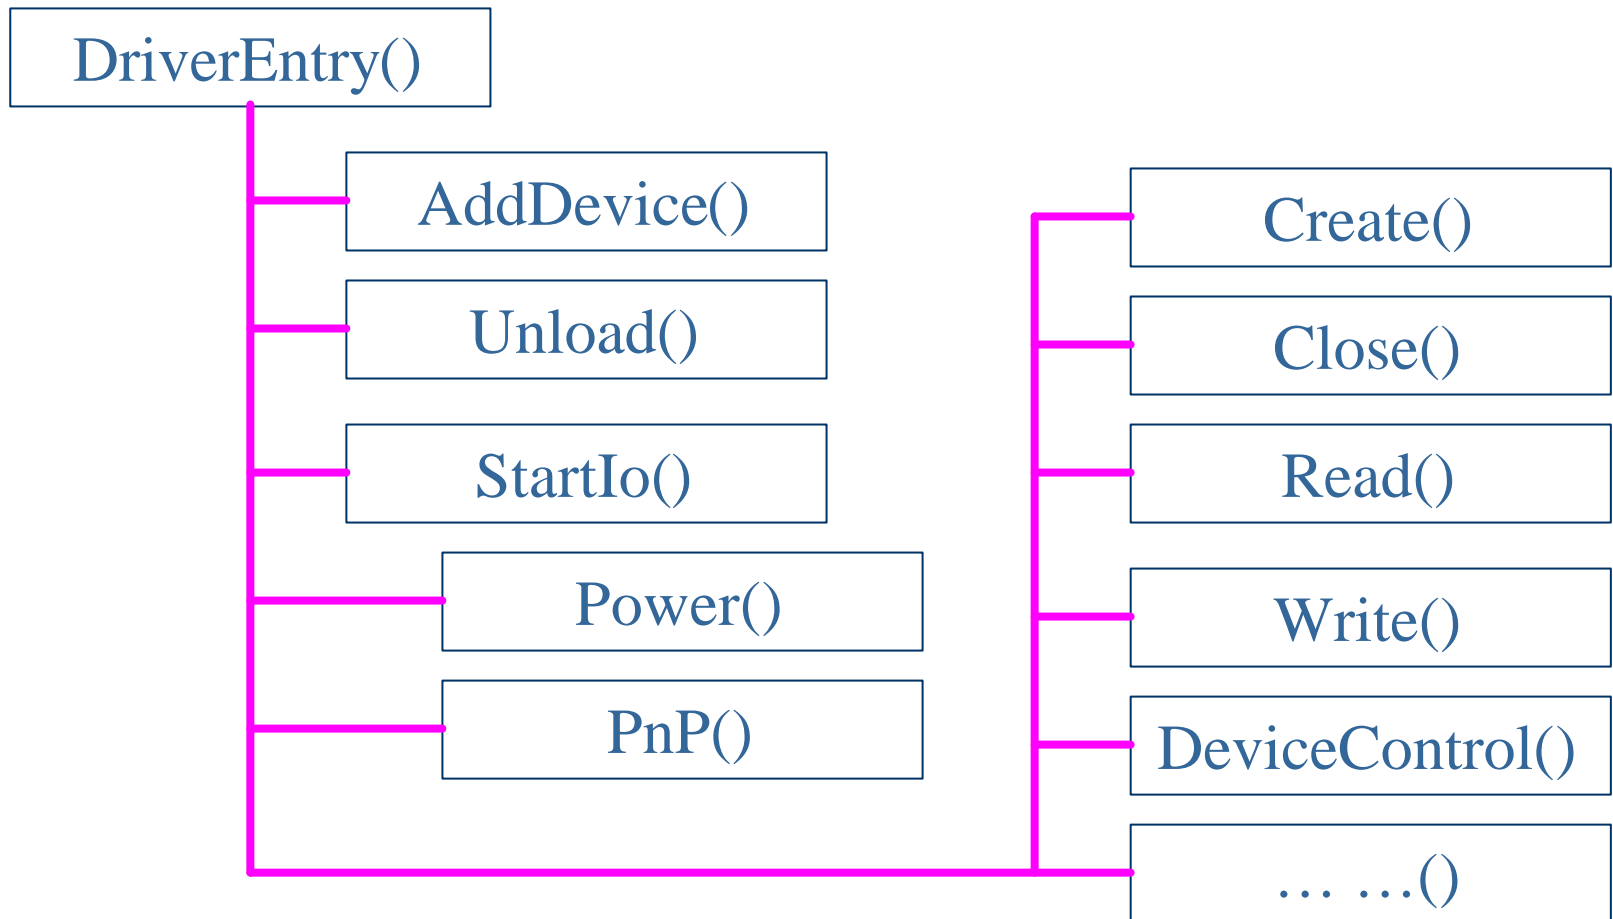 DriverEntry()
AddDevice()
Unload()
StartIo()
Power()
PnP()
Create()
Close()
Read()
Write()
DeviceControl()
… …()